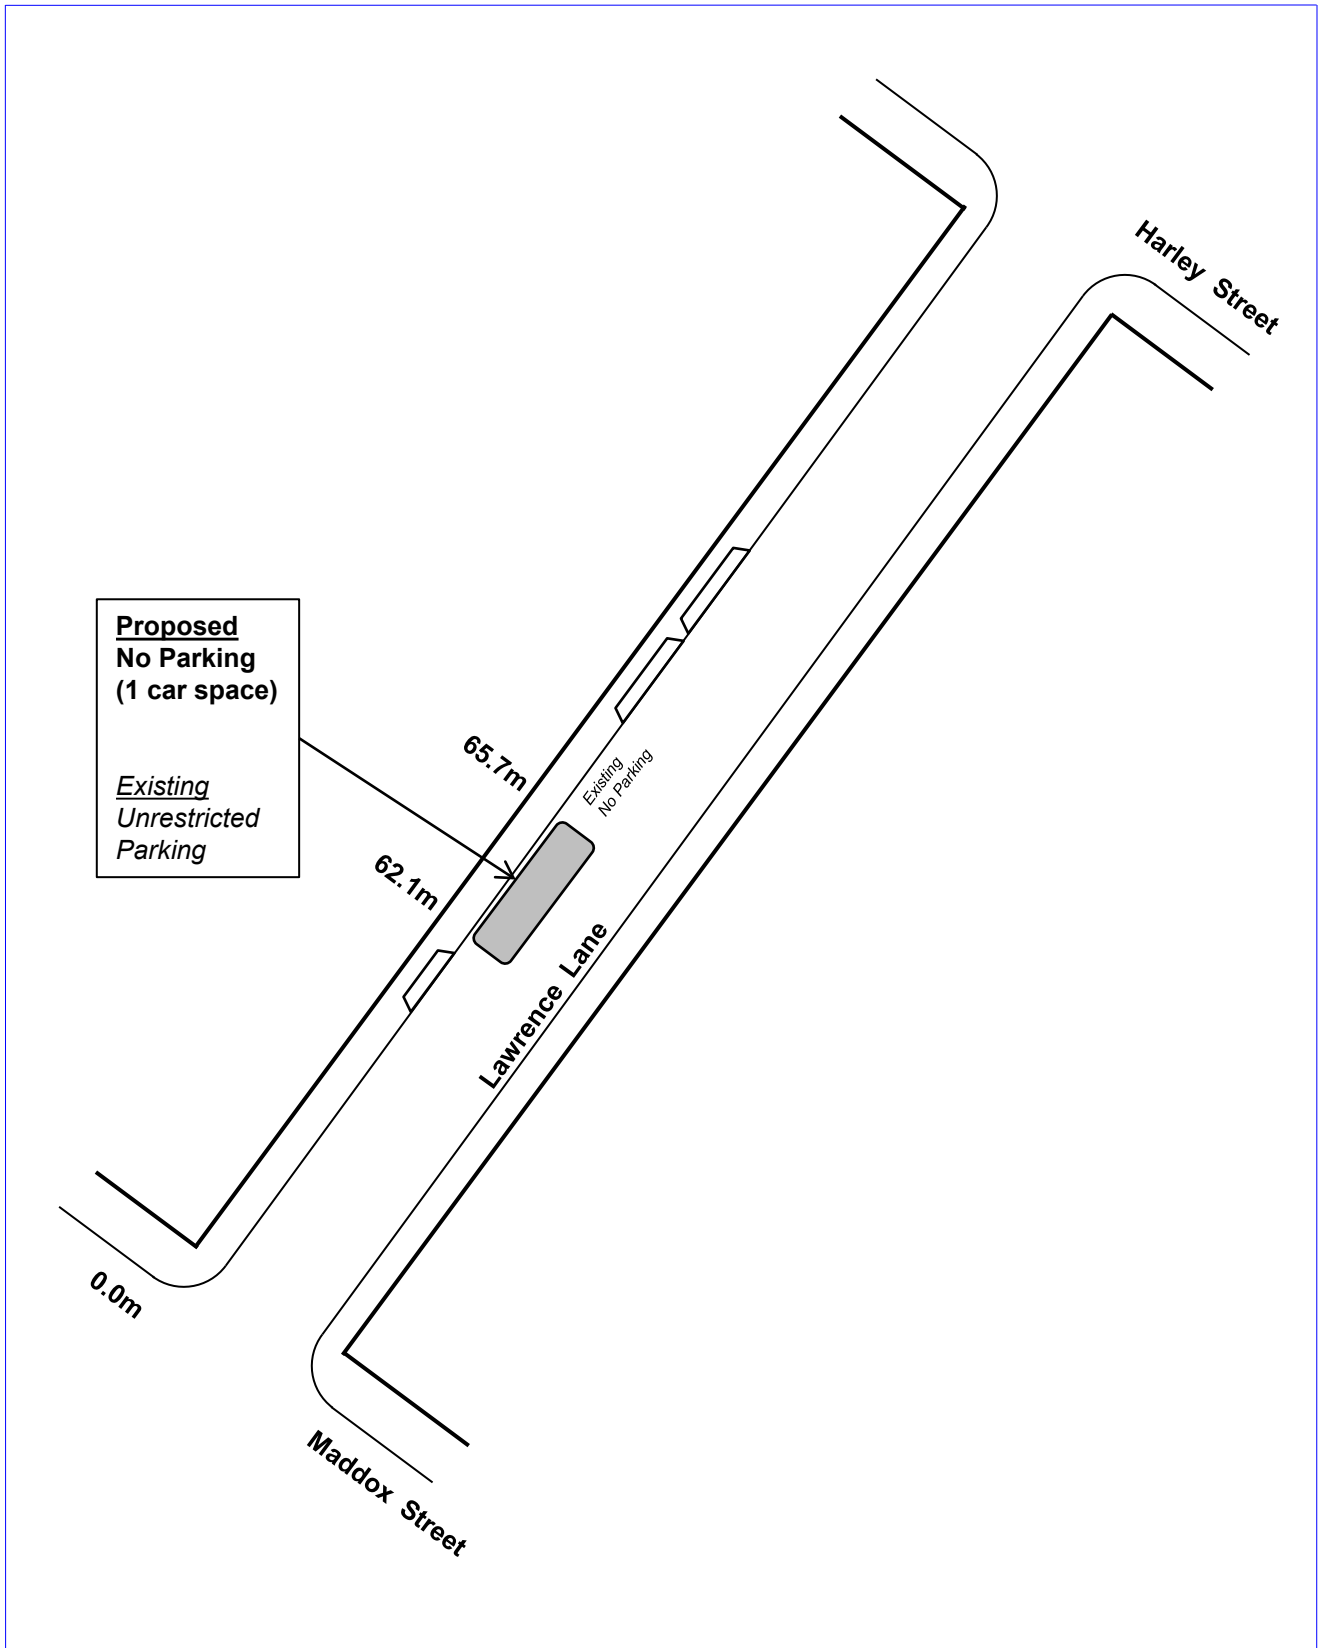 Harley Street
Proposed
No Parking
(1 car space)
Existing
Unrestricted
Parking
65.7m
Existing
No Parking
62.1m
Lawrence Lane
0.0m
Maddox Street